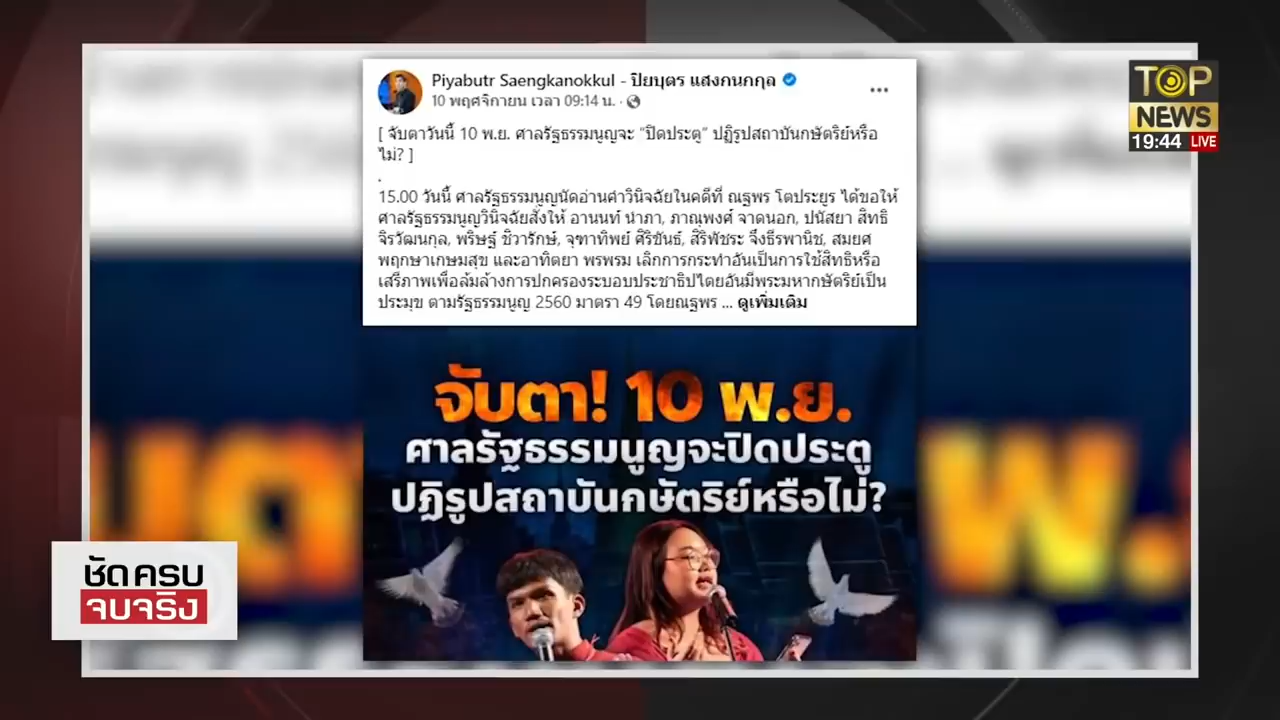 Piyabutr Saengkanokkul - ปิยบุตร แสงกนกกุล
10 พฤศจิกายน เวลา 09:14 น. ·
[ จับตาวันนี้ 10 พ.ย. ศาลรัฐธรรมนูญจะ "ปิดประตู" ปฏิรูปสถาบันกษัตริย์หรือ
ไม่? ]
.
15.00 วันนี้ ศาลรัฐธรรมนูญนัดอ่านคำวินิจฉัยในคดีที่ ณฐพร โตประยูร ได้ขอให้
ศาลรัฐธรรมนูญวินิจฉัยสั่งให้ อานนท์ นำภา, ภาณุพงศ์ จาดนอก, ปนัสยา สิทธิ
จิรวัฒนกุล, พริษฐ์ ชิวารักษ์, จุฑาทิพย์ ศิริขันธ์, สิริพัชระ จึงธีรพานิช, สมยศ
พฤกษาเกษมสุข และอาทิตยา พรพรม เลิกการกระทำอันเป็นการใช้สิทธิหรือ
เสรีภาพเพื่อล้มล้างการปกครองระบอบประชาธิปไตยอันมีพระมหากษัตริย์เป็น
ประมุข ตามรัฐธรรมนูญ 2560 มาตรา 49 โดยณฐพร ... ดูเพิ่มเติม
จับตา! 10 พ.ย.
ศาลรัฐธรรมนูญจะปิดประตู
ปฏิรูปสถาบันกษัตริย์หรือไม่?
TOP
NEWS
19:44 LIVE
ชัด ครบ
จบจริง